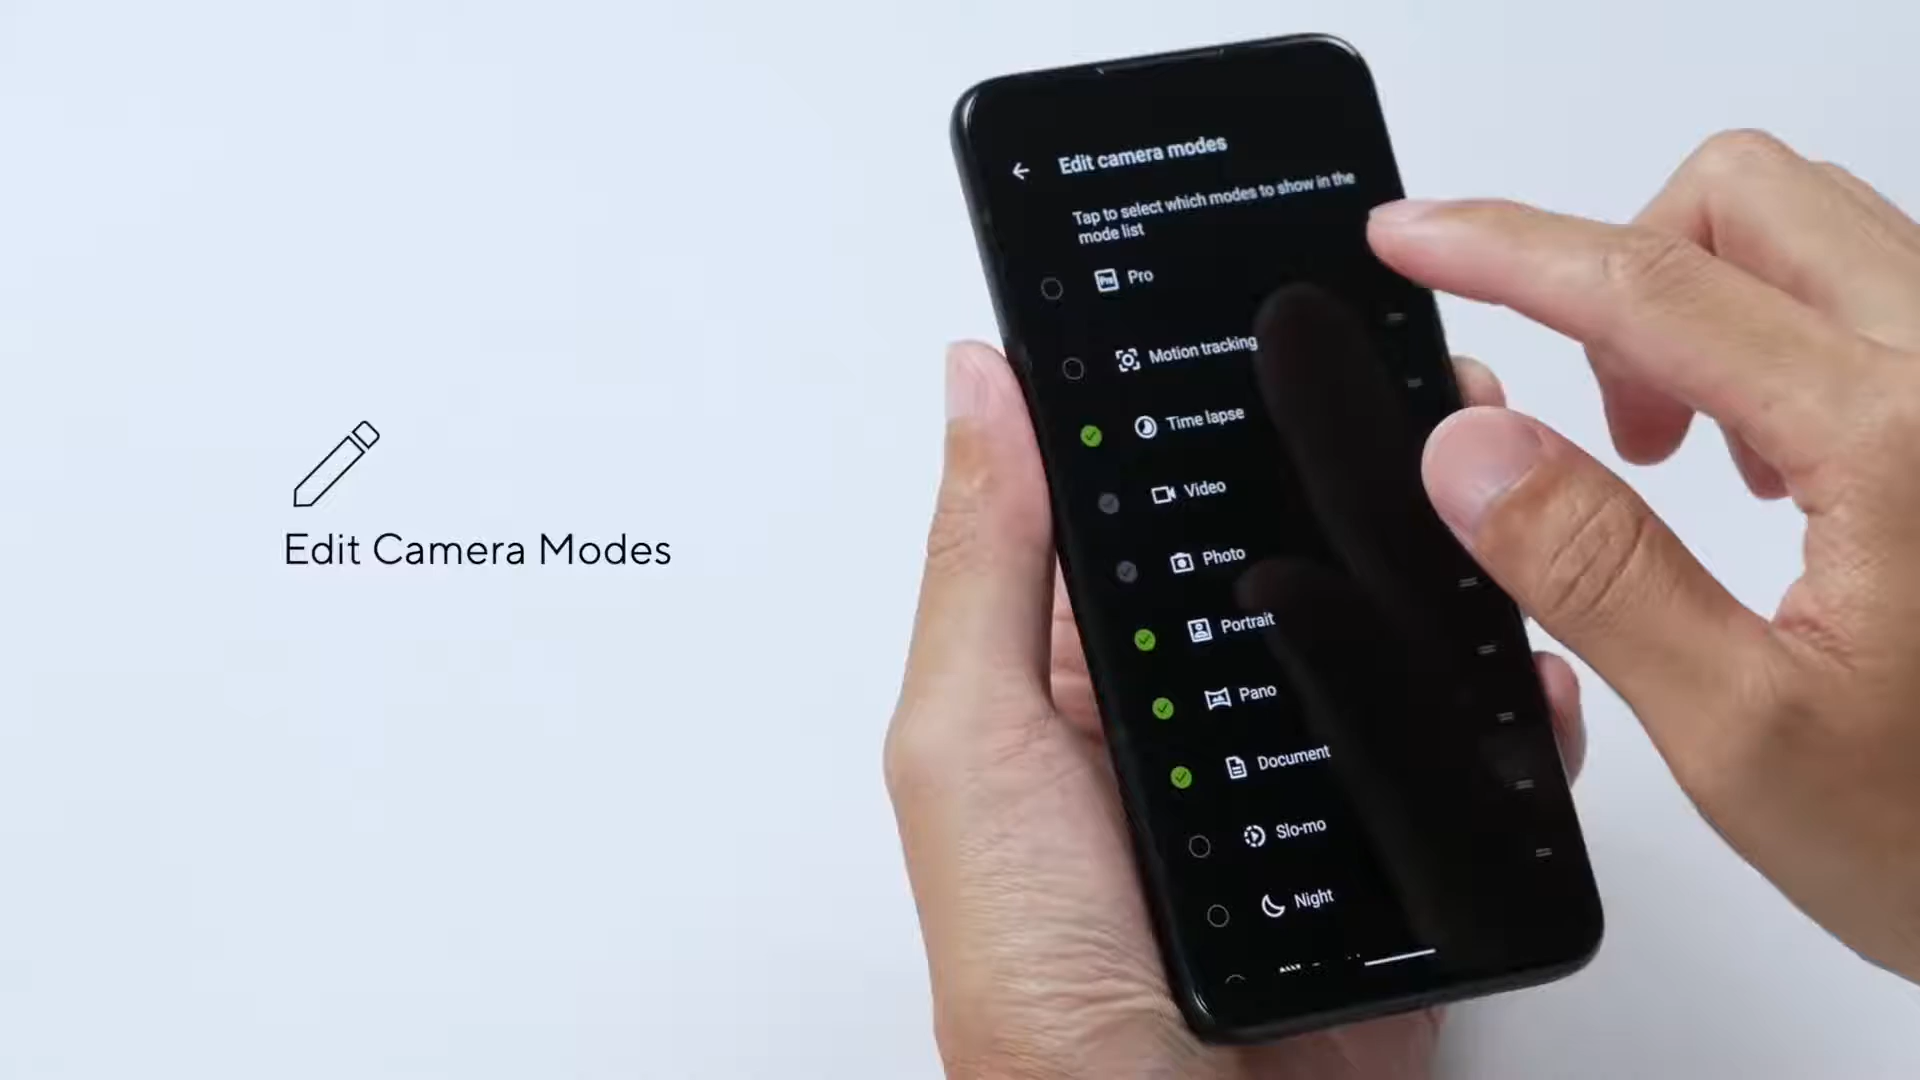 Edit camera modes
Tap to select which modes to show in the
mode list
Pro
Motion tracking
Time lapse
Video
Photo
Edit Camera Modes
Portrait
Pano
Document
Slo-mo
Night